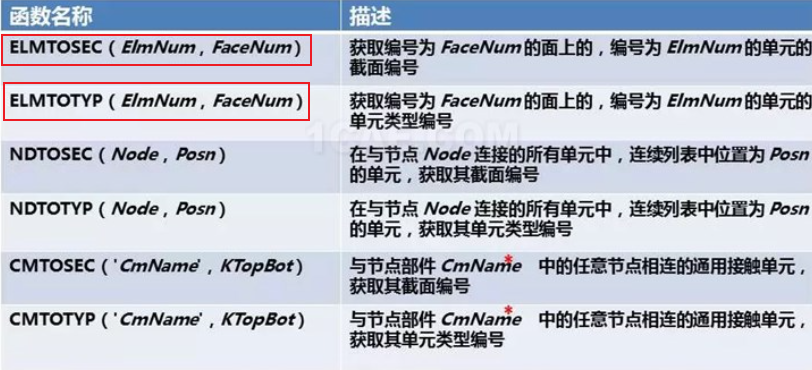 函数名称 描述
ELMTOSEC ( ElmNum , FaceNum ) 获取编号为 FaceNum 的面上的 , 编号为 ElmNum 的单元的
截面编号
ELMTOTYP ( ElmNum , FaceNum ) 获取编号为 FaceNum 的面上的 , 编号为 ElmNum 的单元的
单元类型编号
1CAE.COM
NDTOSEC ( Node , Posn ) 在与节点 Node 连接的所有单元中 , 连续列表中位置为 Posn
的单元 , 获取其截面编号
NDTOTYP ( Node , Posn ) 在与节点 Node 连接的所有单元中 , 连续列表中位置为 Posn
的单元 , 获取其单元类型编号
CMTOSEC ( 'CmName' , KTopBot ) 与节点部件 CmName* 中的任意节点相连的通用接触单元 ,
获取其截面编号
CMTOTYP ( 'CmName' , KTopBot ) 与节点部件 CmName* 中的任意节点相连的通用接触单元 ,
获取其单元类型编号